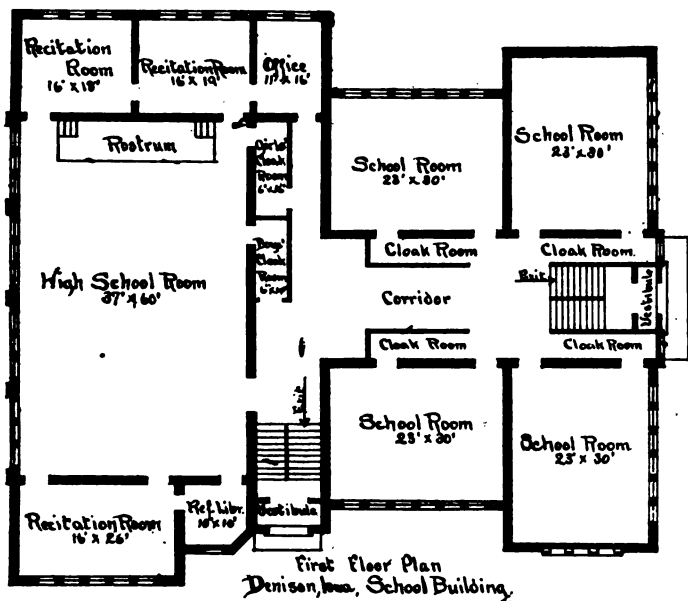 Recitation
Room
16' x 18'
Recitation Room
16' x 19'
Office
11' x 16'
Rostrum
Girls'
Cloak
Room
Boys'
Cloak
Room
High School Room
37' x 60'
School Room
23' x 30'
School Room
23' x 30'
Cloak Room
Cloak Room.
Exit
Corridor
Vestibule
Cloak Room
Cloak Room
Exit
School Room
23' x 30'
School Room
23' x 30'
Recitation Room
16' x 26'
Ref. Libr.
10' x 10'
Vestibule
First Floor Plan
Denison, Iowa, School Building.